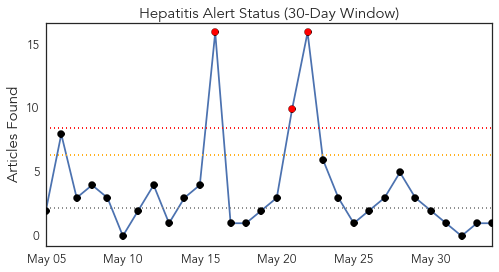 Hepatitis Alert Status (30-Day Window)
Articles Found
15
10
5
0
May 05
May 10
May 15
May 20
May 25
May 30